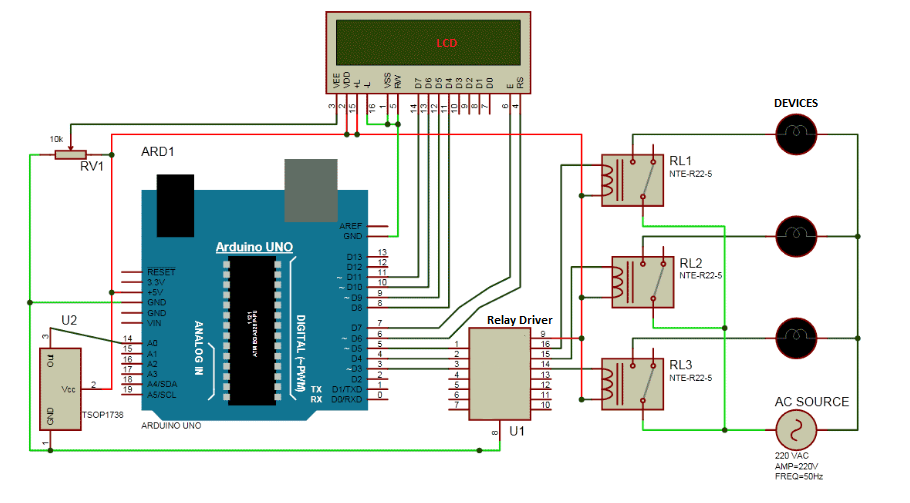 LCD
VEE VDD +L -L VSS RW D7 D6 D5 D4 D3 D2 D1 D0 E RS
3 2 15 16 1 5 14 13 12 11 10 9 8 7 6 4
DEVICES
10k
RV1
ARD1
RL1
NTE-R22-5
Arduino UNO
AREF
GND
D13 13
D12 12
~ D11 11
~ D10 10
~ D9 9
D8 8
D7 7
~ D6 6
~ D5 5
D4 4
~ D3 3
D2 2
TX D1/TXD 1
RX D0/RXD 0
DIGITAL (~PWM)
ANALOG IN
RESET
3.3V
+5V
GND
GND
VIN
14 A0
15 A1
16 A2
17 A3
18 A4/SDA
19 A5/SCL
ARDUINO UNO
RL2
NTE-R22-5
U2
3
Out
Vcc 2
GND
1
TSOP1738
Relay Driver
1 2 3 4 5 6 7
9 16 15 14 13 12 11 10
8
U1
RL3
NTE-R22-5
AC SOURCE
220 VAC
AMP=220V
FREQ=50Hz